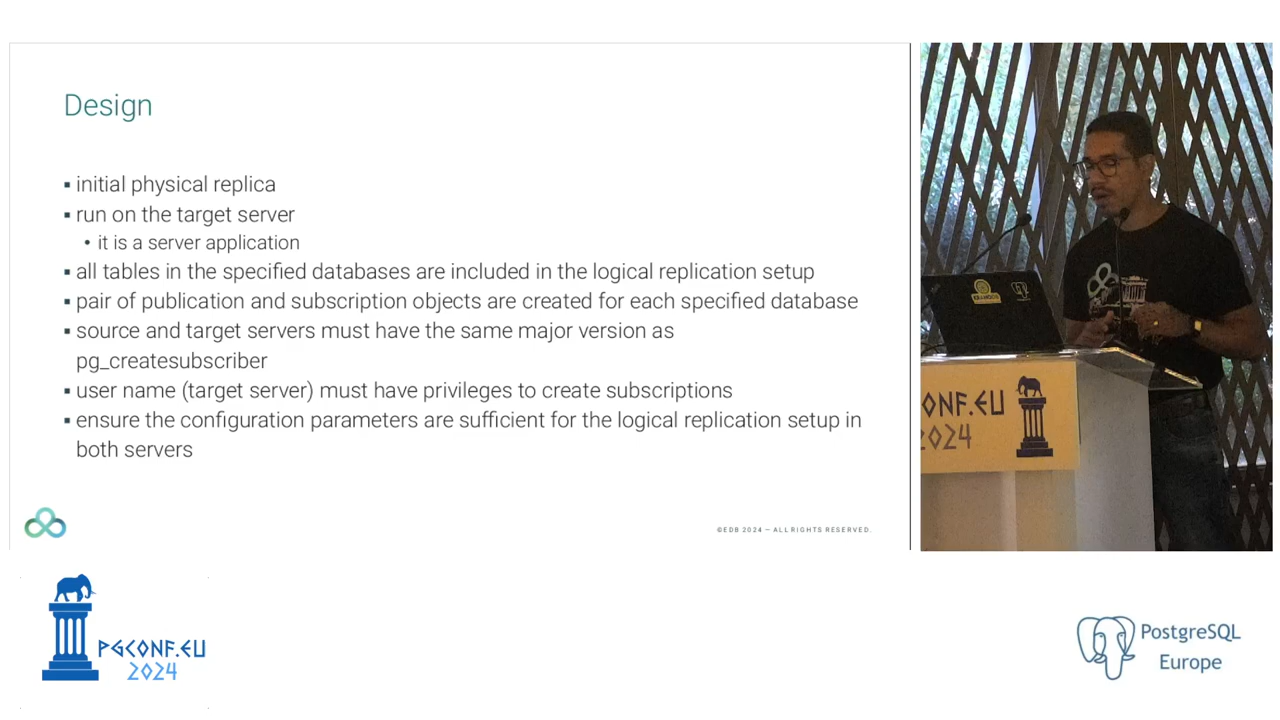 Design
▪ initial physical replica
▪ run on the target server
• it is a server application
▪ all tables in the specified databases are included in the logical replication setup
▪ pair of publication and subscription objects are created for each specified database
▪ source and target servers must have the same major version as
pg_createsubscriber
▪ user name (target server) must have privileges to create subscriptions
▪ ensure the configuration parameters are sufficient for the logical replication setup in
both servers
©EDB 2024 — ALL RIGHTS RESERVED.
ONF.EU
2024
PGCONF.EU
2024
PostgreSQL
Europe